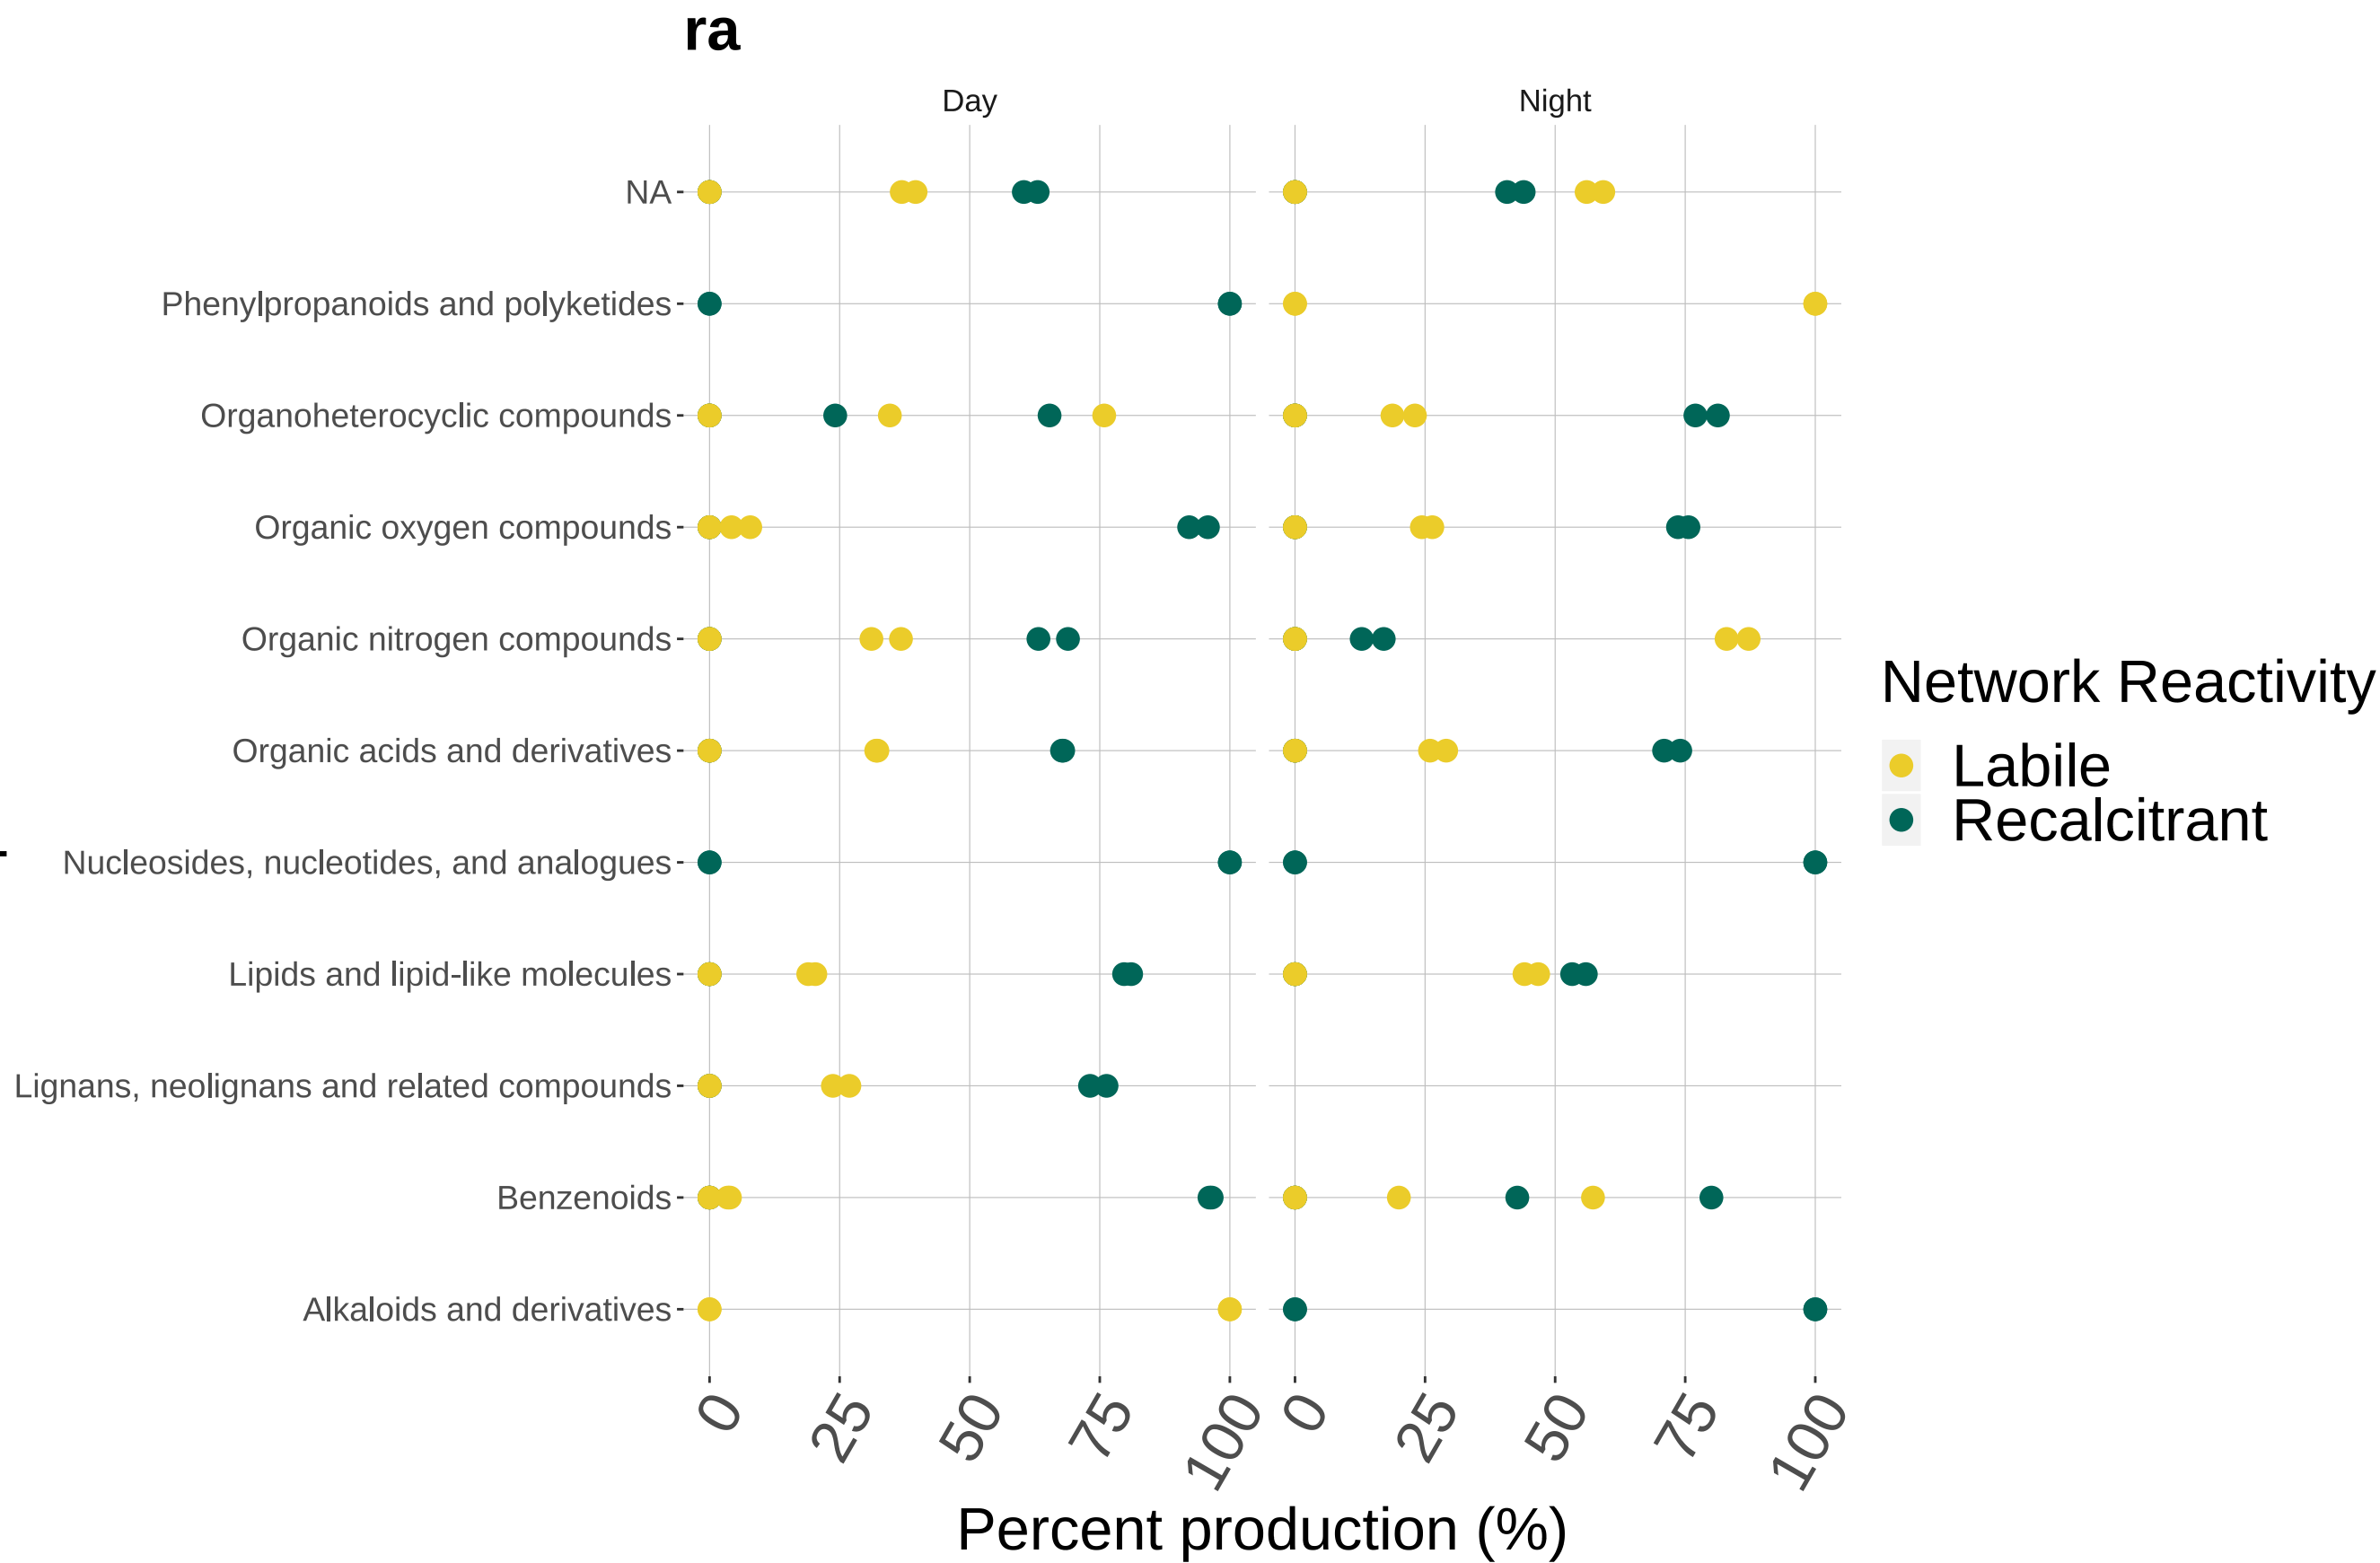 ra
Day
Night
NA
Phenylpropanoids and polyketides
Organoheterocyclic compounds
Organic oxygen compounds
Organic nitrogen compounds
Organic acids and derivatives
Nucleosides, nucleotides, and analogues
Lipids and lipid-like molecules
Lignans, neolignans and related compounds
Benzenoids
Alkaloids and derivatives
0 25 50 75 100 0 25 50 75 100
Percent production (%)
Network Reactivity
Labile
Recalcitrant